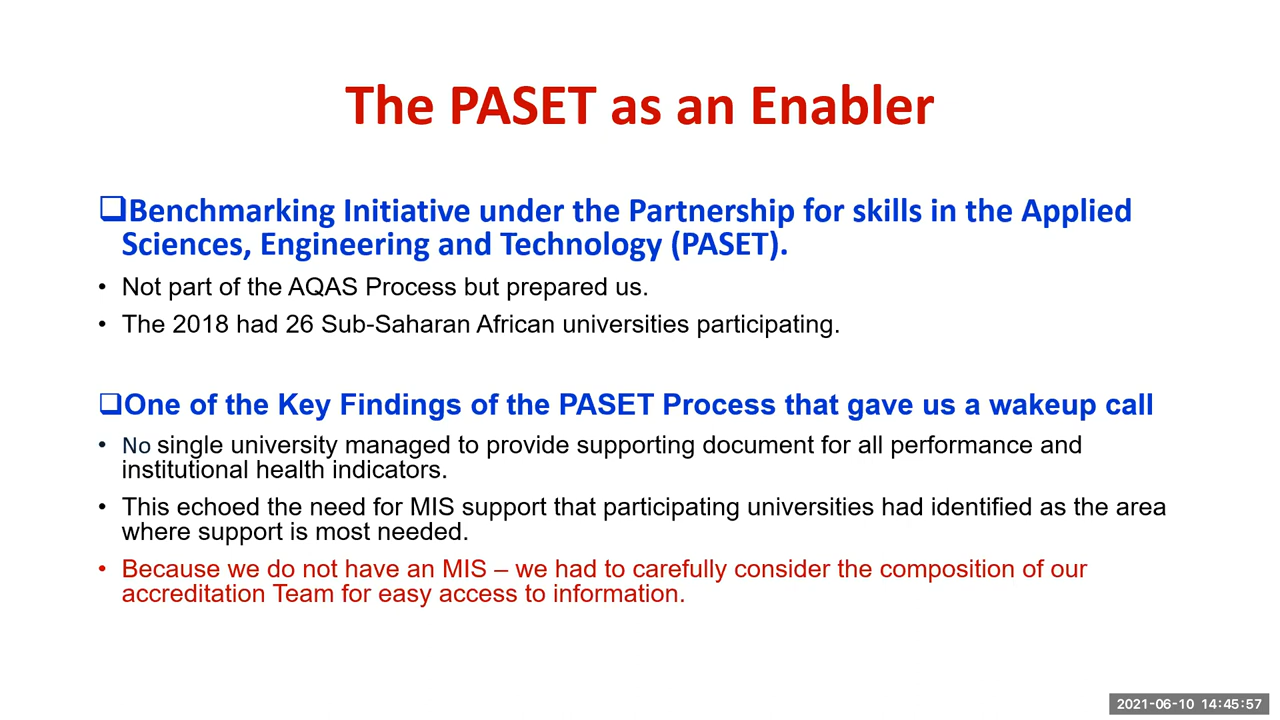 The PASET as an Enabler
❑Benchmarking Initiative under the Partnership for skills in the Applied
Sciences, Engineering and Technology (PASET).
• Not part of the AQAS Process but prepared us.
• The 2018 had 26 Sub-Saharan African universities participating.
❑One of the Key Findings of the PASET Process that gave us a wakeup call
• No single university managed to provide supporting document for all performance and
institutional health indicators.
• This echoed the need for MIS support that participating universities had identified as the area
where support is most needed.
• Because we do not have an MIS – we had to carefully consider the composition of our
accreditation Team for easy access to information.
2021-06-10 14:45:57